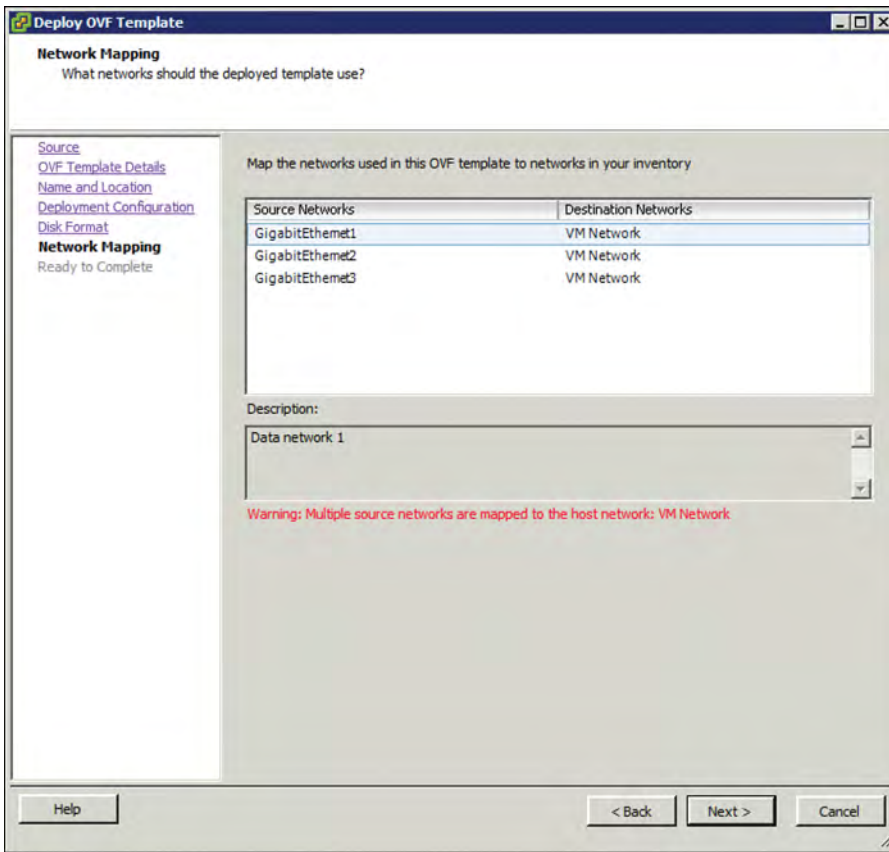 Deploy OVF Template
Network Mapping
What networks should the deployed template use?
Source
OVF Template Details
Name and Location
Deployment Configuration
Disk Format
Network Mapping
Ready to Complete
Map the networks used in this OVF template to networks in your inventory
Source Networks Destination Networks
GigabitEthernet1 VM Network
GigabitEthernet2 VM Network
GigabitEthernet3 VM Network
Description:
Data network 1
Warning: Multiple source networks are mapped to the host network: VM Network
Help
< Back
Next >
Cancel